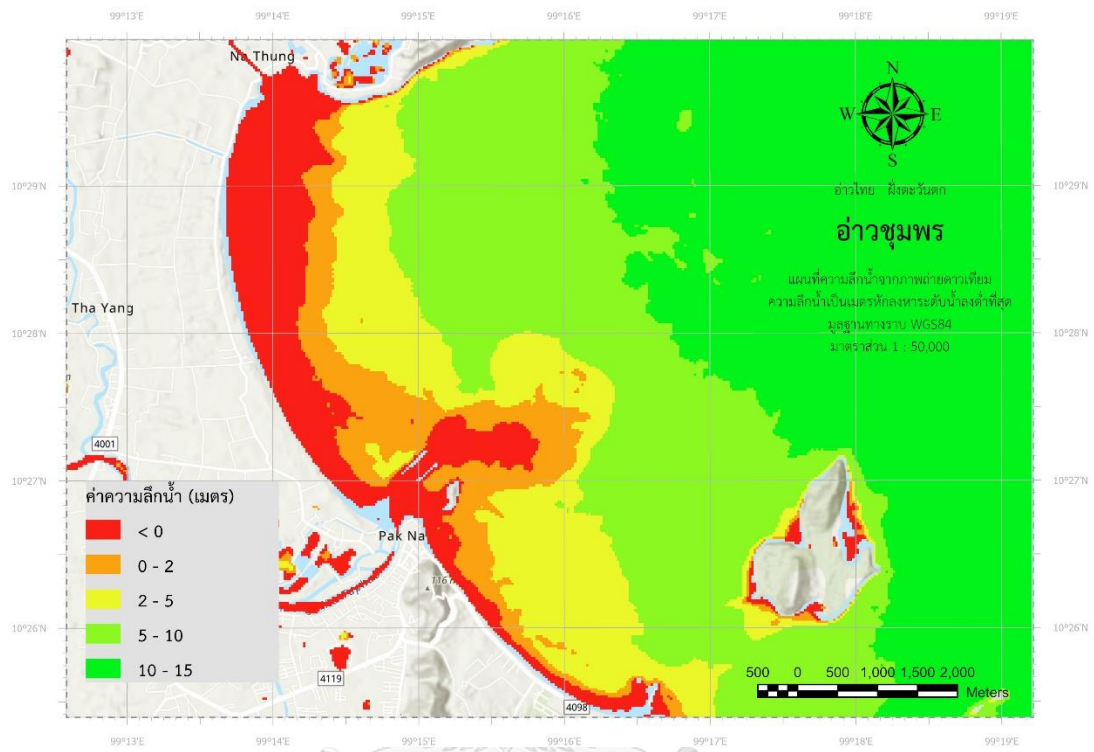 99°13'E 99°14'E 99°15'E 99°16'E 99°17'E 99°18'E 99°19'E
Na Thung
N
W E
S
10°29'N 10°29'N
อ่าวไทย ฝั่งตะวันตก
อ่าวชุมพร
แผนที่ความลึกน้ำจากภาพถ่ายดาวเทียม
ความลึกน้ำเป็นเมตรหักลงหาระดับน้ำลงต่ำที่สุด
มูลฐานทางราบ WGS84
มาตราส่วน 1 : 50,000
Tha Yang
10°28'N 10°28'N
4001
10°27'N 10°27'N
ค่าความลึกน้ำ (เมตร)
< 0
0 - 2
2 - 5
5 - 10
10 - 15
Pak Na
116
10°26'N 10°26'N
4119
4098
500 0 500 1,000 1,500 2,000
Meters
99°13'E 99°14'E 99°15'E 99°16'E 99°17'E 99°18'E 99°19'E